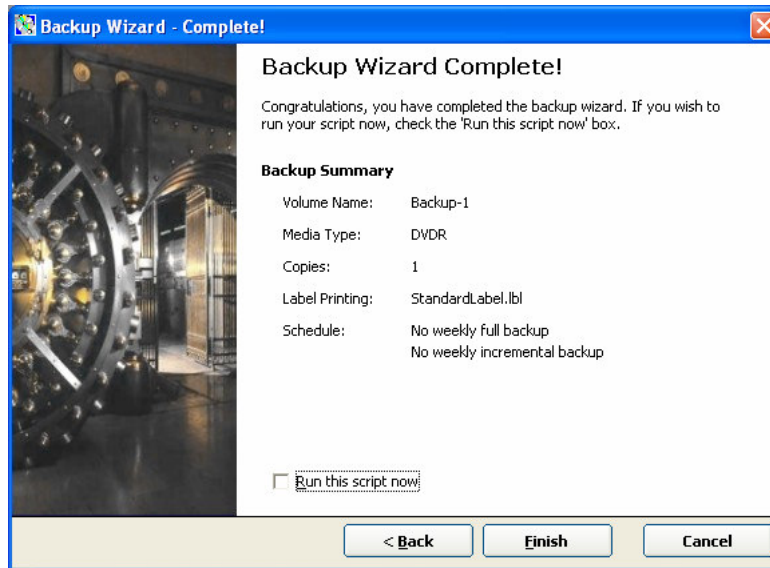 Backup Wizard - Complete!
Backup Wizard Complete!
Congratulations, you have completed the backup wizard. If you wish to
run your script now, check the 'Run this script now' box.
Backup Summary
Volume Name: Backup-1
Media Type: DVDR
Copies: 1
Label Printing: StandardLabel.lbl
Schedule: No weekly full backup
No weekly incremental backup
Run this script now
< Back Finish Cancel